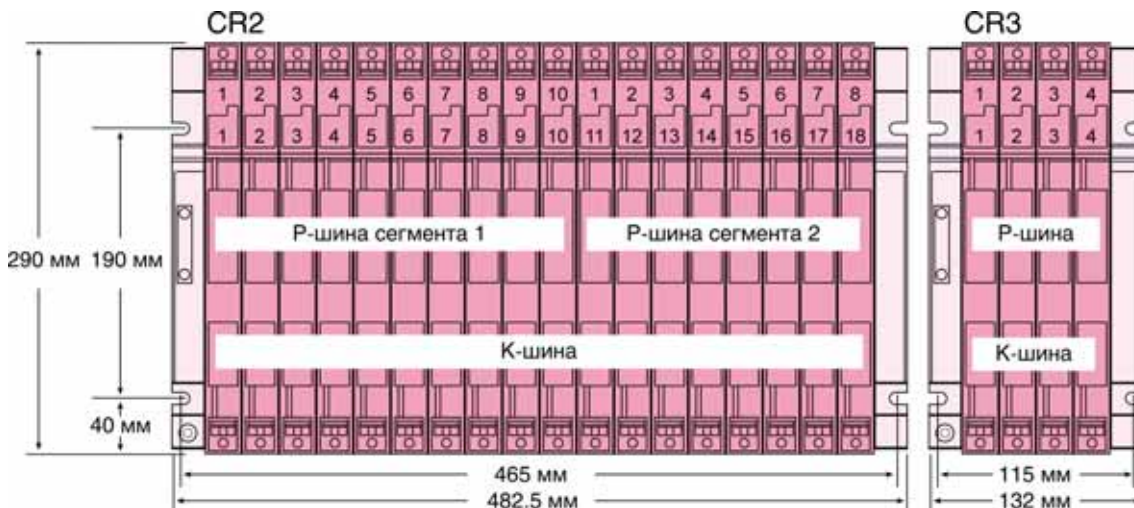 CR2 CR3
1 2 3 4 5 6 7 8 9 10 1 2 3 4 5 6 7 8 1 2 3 4
1 2 3 4 5 6 7 8 9 10 11 12 13 14 15 16 17 18 1 2 3 4
Р-шина сегмента 1 Р-шина сегмента 2 Р-шина
290 мм 190 мм
К-шина К-шина
40 мм
465 мм 115 мм
482.5 мм 132 мм